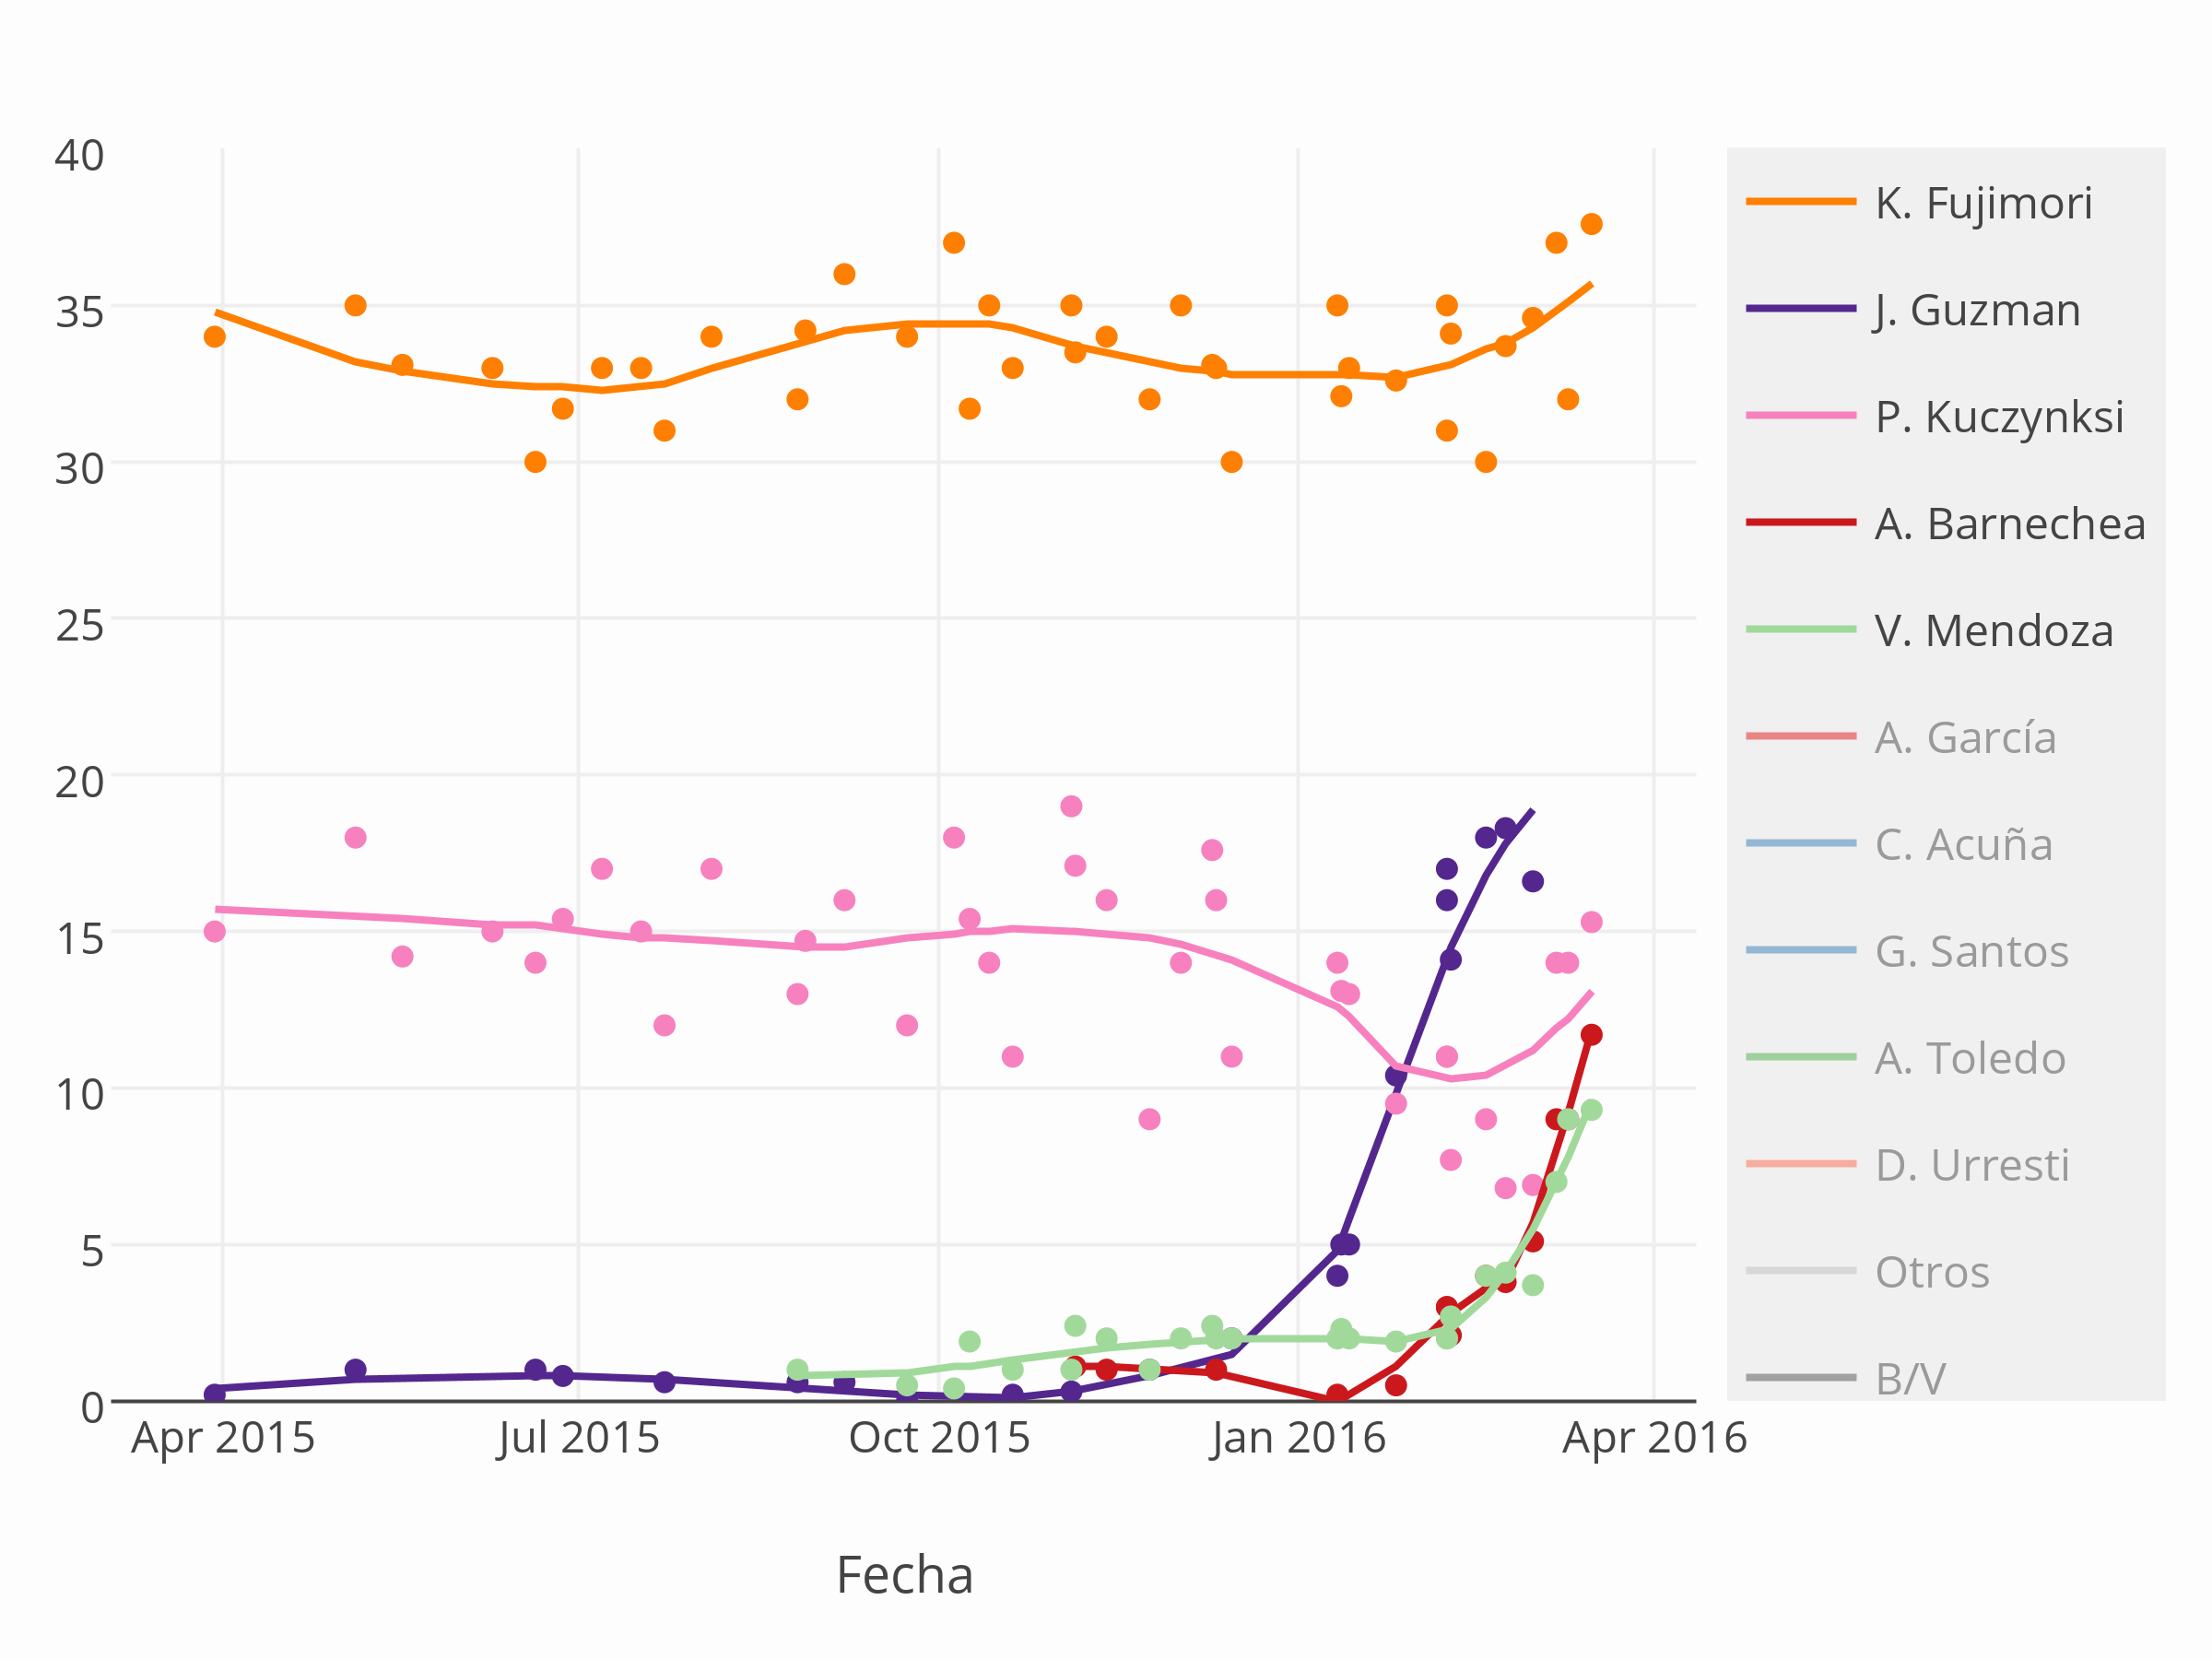 40
35
30
25
20
15
10
5
0
Apr 2015
Jul 2015
Oct 2015
Jan 2016
Apr 2016
Fecha
K. Fujimori
J. Guzman
P. Kuczynksi
A. Barnechea
V. Mendoza
A. García
C. Acuña
G. Santos
A. Toledo
D. Urresti
Otros
B/V